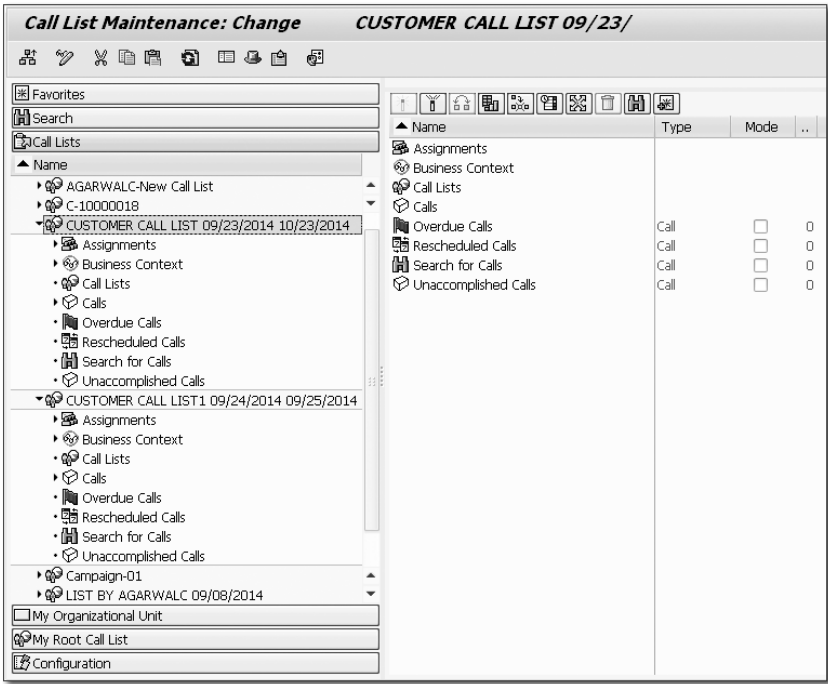 Call List Maintenance: Change CUSTOMER CALL LIST 09/23/
Favorites
Search
Call Lists
Name
AGARWALC-New Call List
C-10000018
CUSTOMER CALL LIST 09/23/2014 10/23/2014
Assignments
Business Context
Call Lists
Calls
Overdue Calls
Rescheduled Calls
Search for Calls
Unaccomplished Calls
CUSTOMER CALL LIST1 09/24/2014 09/25/2014
Assignments
Business Context
Call Lists
Calls
Overdue Calls
Rescheduled Calls
Search for Calls
Unaccomplished Calls
Campaign-01
LIST BY AGARWALC 09/08/2014
My Organizational Unit
My Root Call List
Configuration
Name Type Mode ..
Assignments
Business Context
Call Lists
Calls
Overdue Calls Call 0
Rescheduled Calls Call 0
Search for Calls Call 0
Unaccomplished Calls Call 0